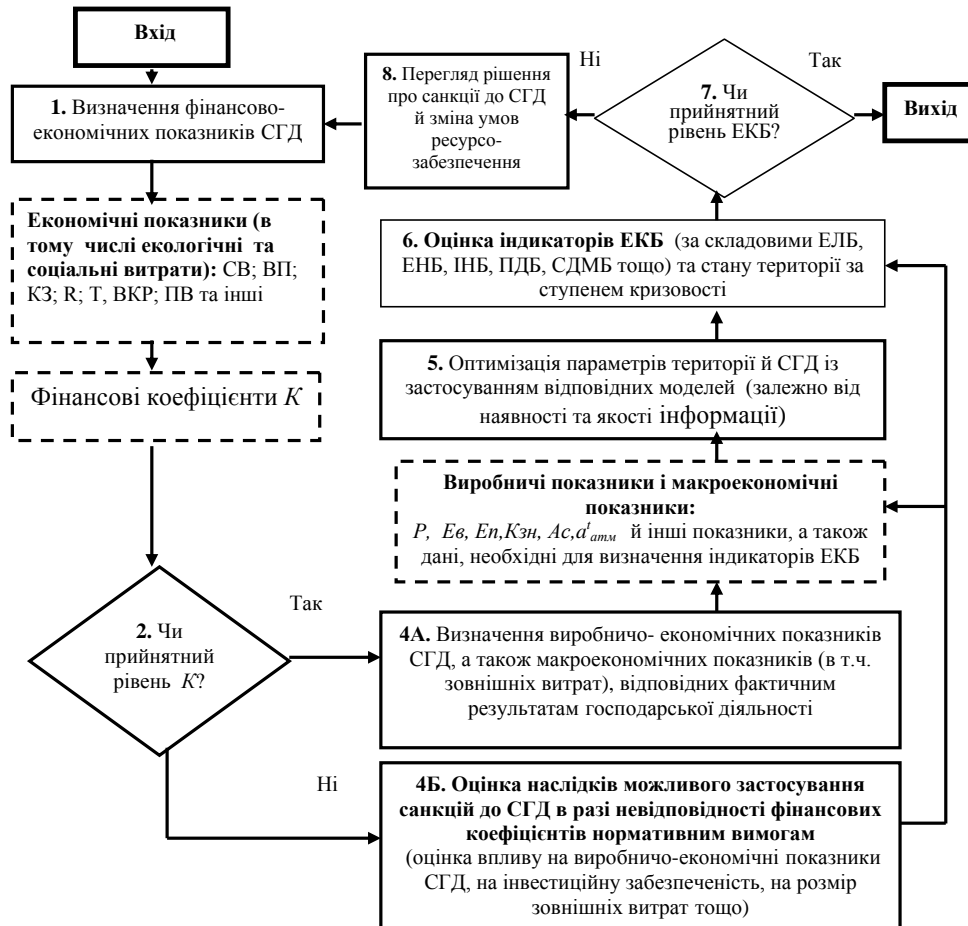 Вхід
1. Визначення фінансово-
економічних показників СГД
Економічні показники (в
тому числі екологічні та
соціальні витрати): СВ; ВП;
КЗ; R; Т, ВКР; ПВ та інші
Фінансові коефіцієнти К
2. Чи
прийнятний
рівень К?
Так
Ні
4А. Визначення виробничо- економічних показників
СГД, а також макроекономічних показників (в т.ч.
зовнішніх витрат), відповідних фактичним
результатам господарської діяльності
4Б. Оцінка наслідків можливого застосування
санкцій до СГД в разі невідповідності фінансових
коефіцієнтів нормативним вимогам
(оцінка впливу на виробничо-економічні показники
СГД, на інвестиційну забезпеченість, на розмір
зовнішніх витрат тощо)
Виробничі показники і макроекономічні
показники:
Р, Ев, Еп,Кзн, Ас,а^t_атм й інші показники, а також
дані, необхідні для визначення індикаторів ЕКБ
5. Оптимізація параметрів території й СГД із
застосуванням відповідних моделей (залежно від
наявності та якості інформації)
6. Оцінка індикаторів ЕКБ (за складовими ЕЛБ,
ЕНБ, ІНБ, ПДБ, СДМБ тощо) та стану території за
ступенем кризовості
7. Чи
прийнятний
рівень ЕКБ?
Ні
Так
8. Перегляд рішення
про санкції до СГД
й зміна умов
ресурсо-
забезпечення
Вихід